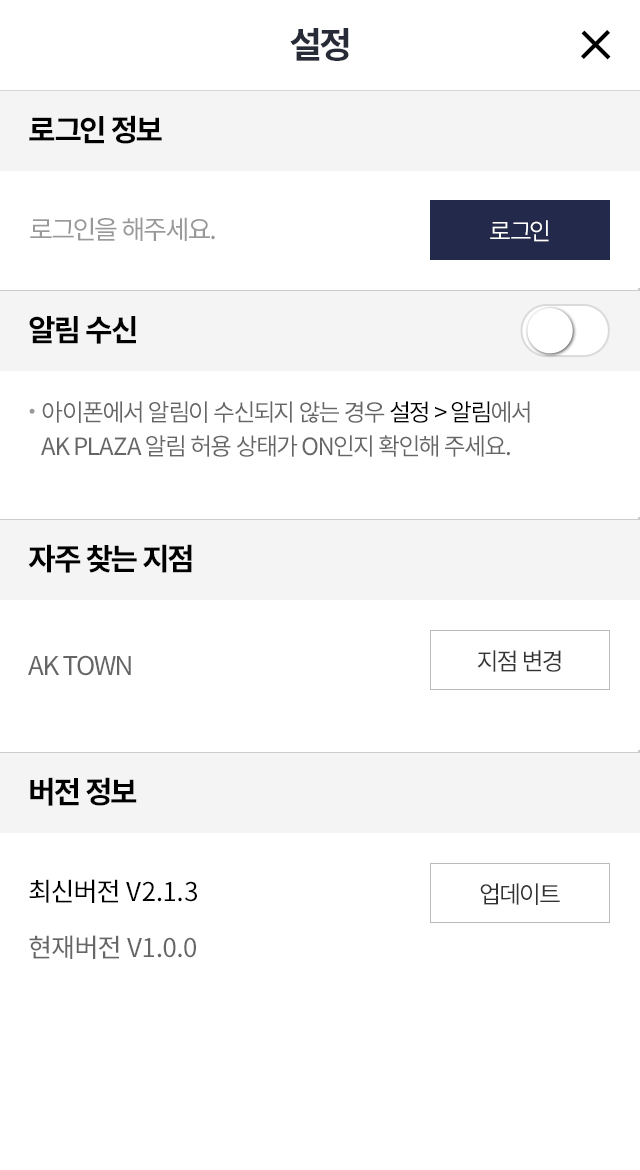 설정
로그인 정보
로그인을 해주세요.
로그인
알림 수신
• 아이폰에서 알림이 수신되지 않는 경우 설정 > 알림에서
AK PLAZA 알림 허용 상태가 ON인지 확인해 주세요.
자주 찾는 지점
AK TOWN
지점 변경
버전 정보
최신버전 V2.1.3
업데이트
현재버전 V1.0.0